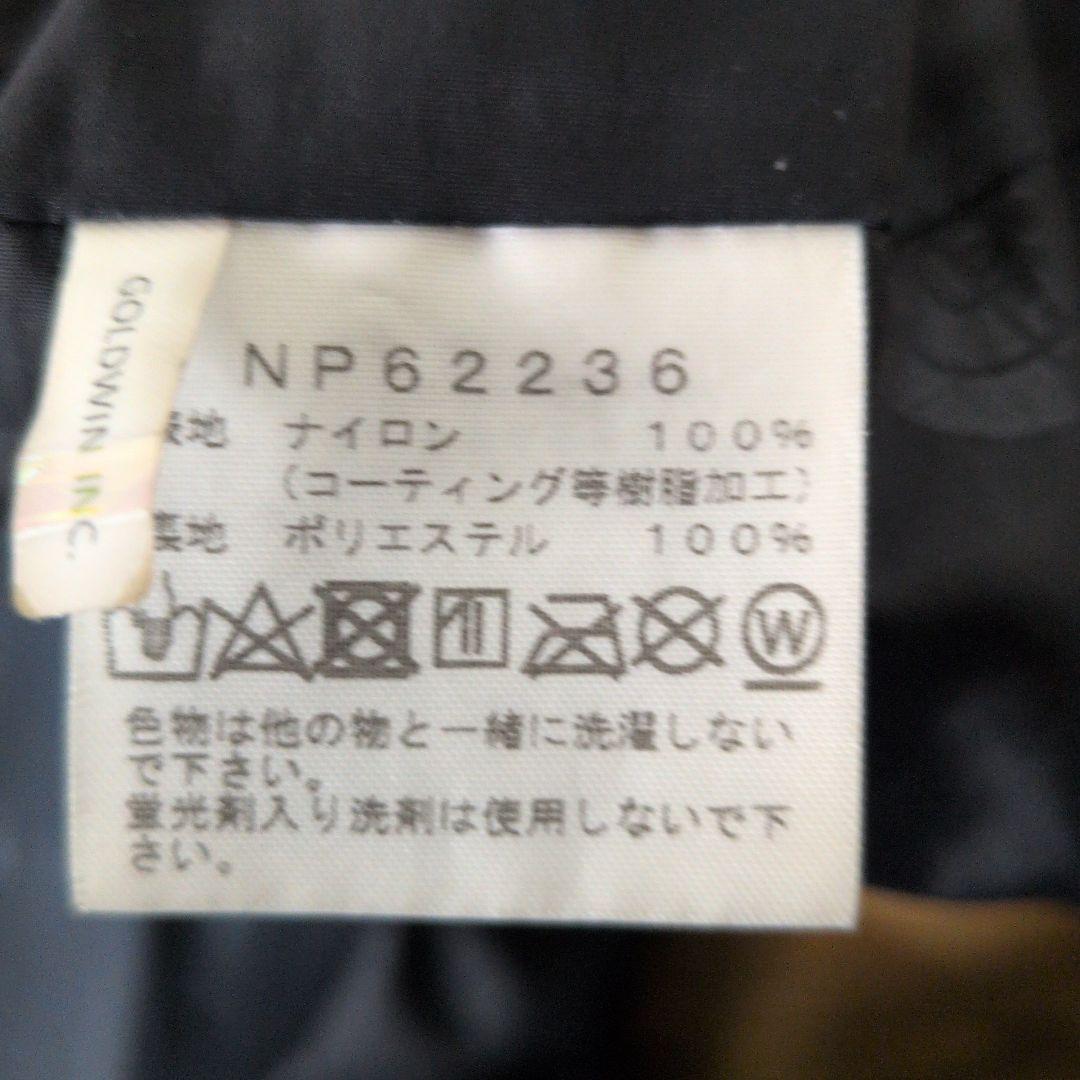 GOLDWIN INC.
NP62236
表地 ナイロン 100%
(コーティング等樹脂加工)
裏地 ポリエステル 100%
W
色物は他の物と一緒に洗濯しない
で下さい。
蛍光剤入り洗剤は使用しないで下
さい。